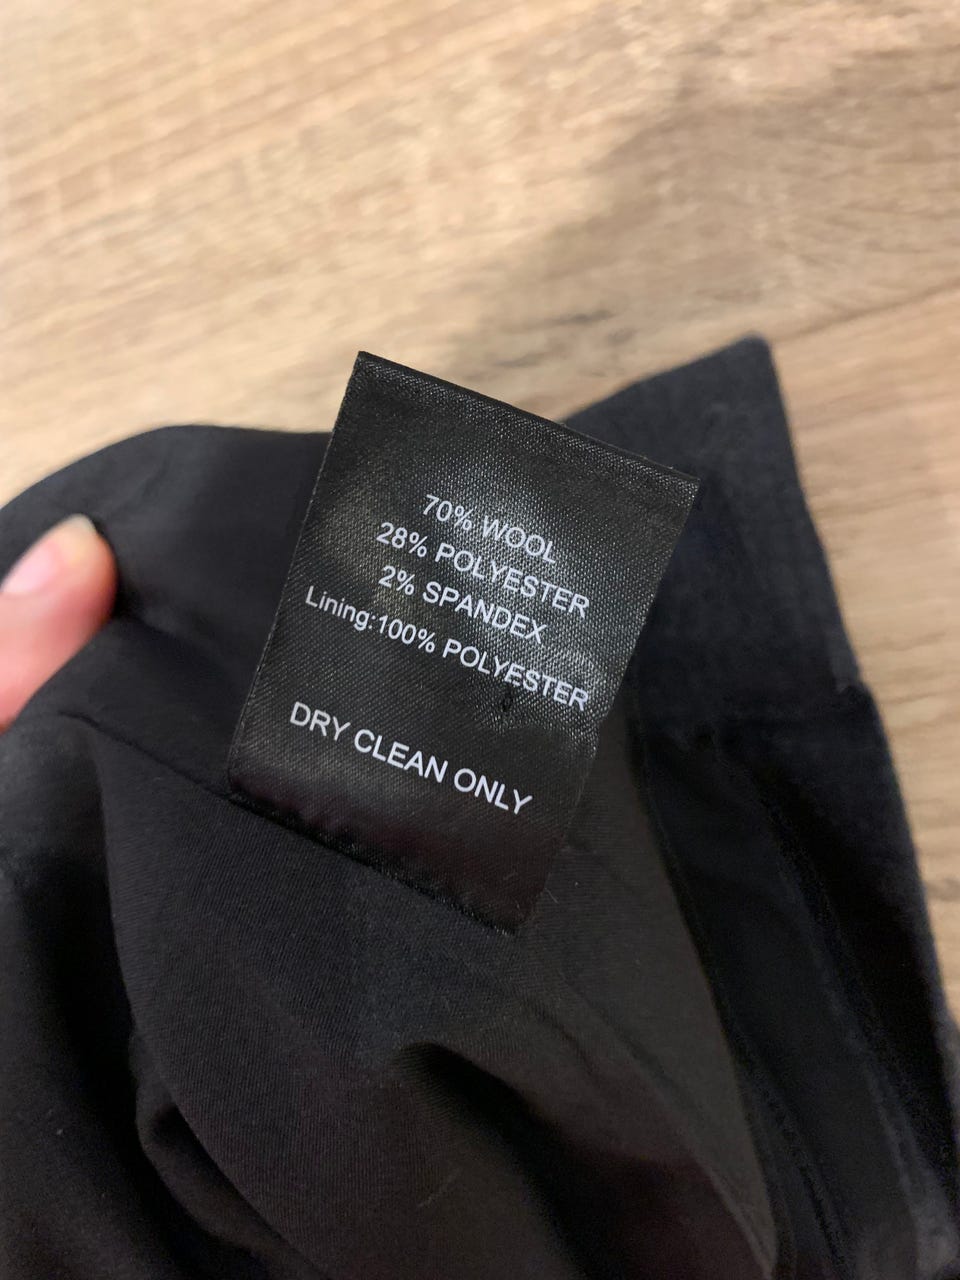 70% WOOL
28% POLYESTER
2% SPANDEX
Lining:100% POLYESTER
DRY CLEAN ONLY